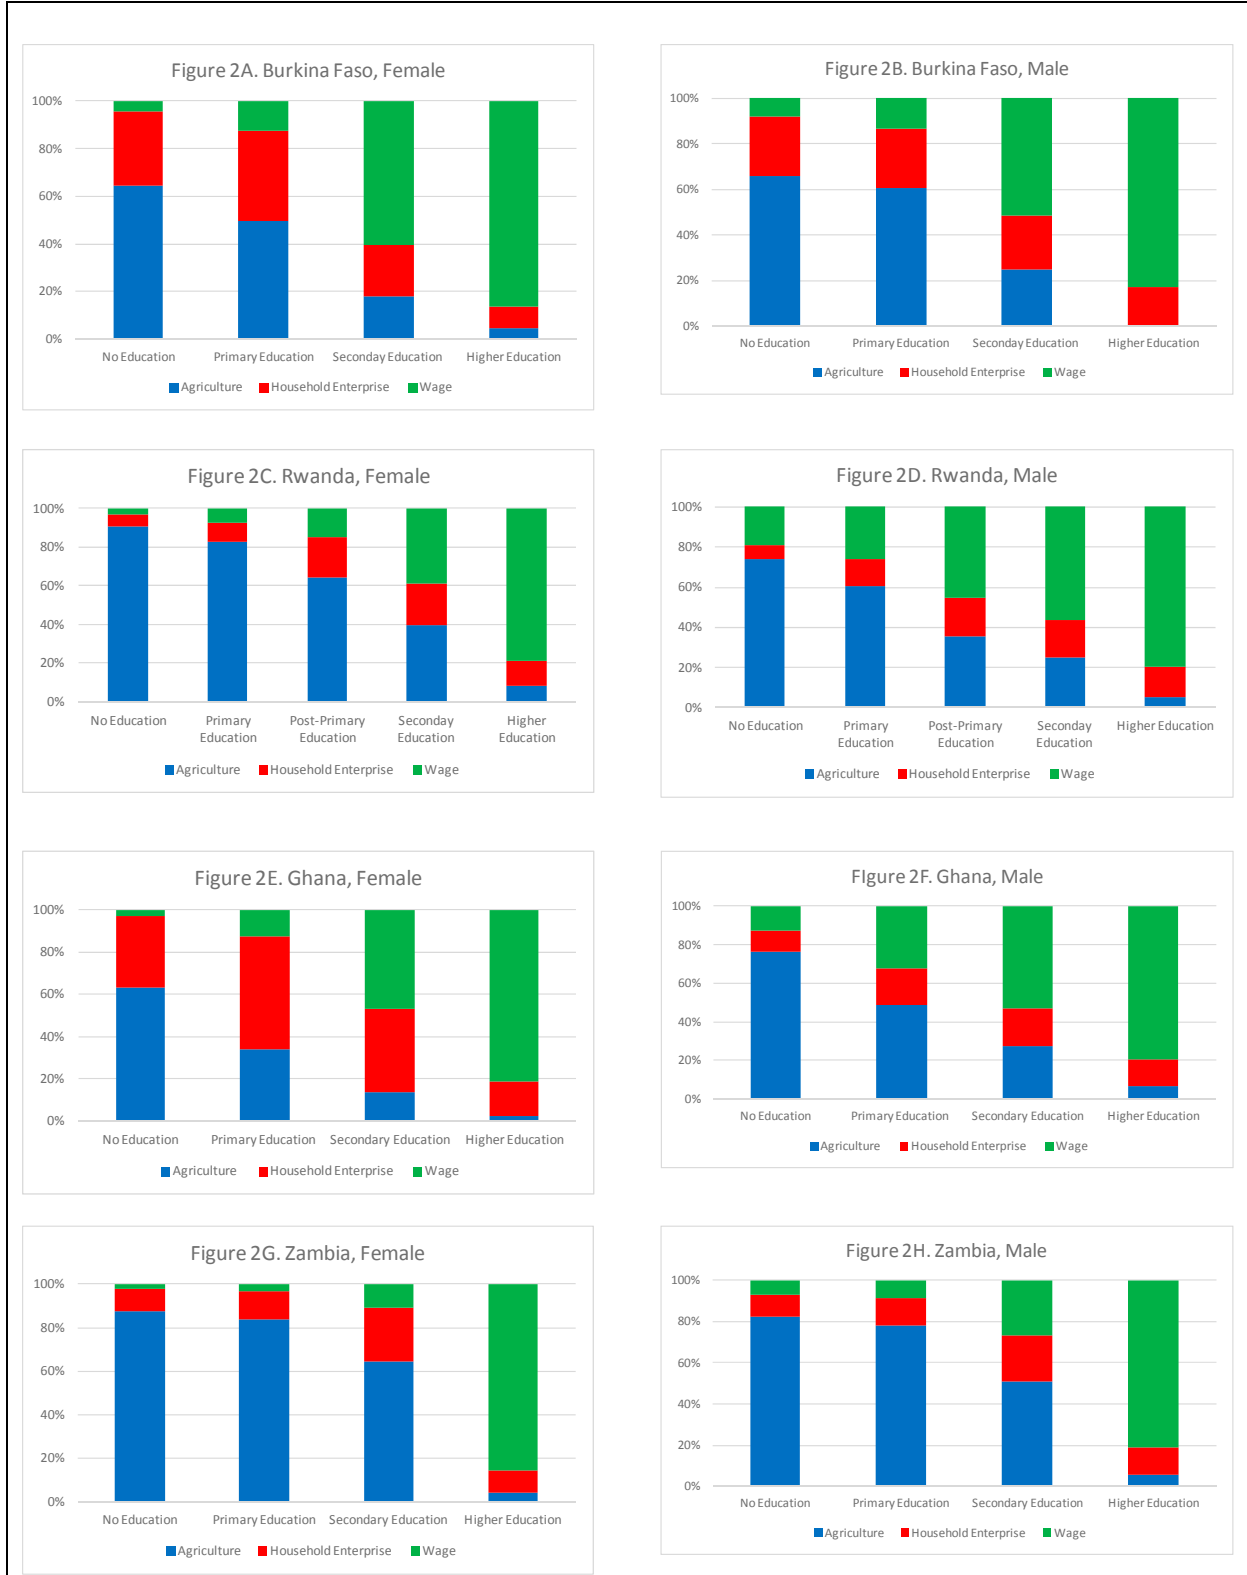 Figure 2A. Burkina Faso, Female
100%
80%
60%
40%
20%
0%
No Education Primary Education Seconday Education Higher Education
Agriculture Household Enterprise Wage
Figure 2B. Burkina Faso, Male
100%
80%
60%
40%
20%
0%
No Education Primary Education Seconday Education Higher Education
Agriculture Household Enterprise Wage
Figure 2C. Rwanda, Female
100%
80%
60%
40%
20%
0%
No Education Primary Post-Primary Seconday Higher
Education Education Education Education
Agriculture Household Enterprise Wage
Figure 2D. Rwanda, Male
100%
80%
60%
40%
20%
0%
No Education Primary Post-Primary Seconday Higher Education
Education Education Education
Agriculture Household Enterprise Wage
Figure 2E. Ghana, Female
100%
80%
60%
40%
20%
0%
No Education Primary Education Secondary Education Higher Education
Agriculture Household Enterprise Wage
FIgure 2F. Ghana, Male
100%
80%
60%
40%
20%
0%
No Education Primary Education Secondary Education Higher Education
Agriculture Household Enterprise Wage
Figure 2G. Zambia, Female
100%
80%
60%
40%
20%
0%
No Education Primary Education Secondary Education Higher Education
Agriculture Household Enterprise Wage
Figure 2H. Zambia, Male
100%
80%
60%
40%
20%
0%
No Education Primary Education Secondary Education Higher Education
Agriculture Household Enterprise Wage